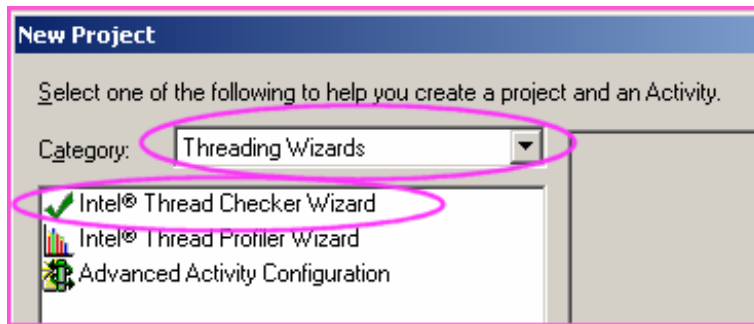 New Project
Select one of the following to help you create a project and an Activity.
Category: Threading Wizards
Intel® Thread Checker Wizard
Intel® Thread Profiler Wizard
Advanced Activity Configuration